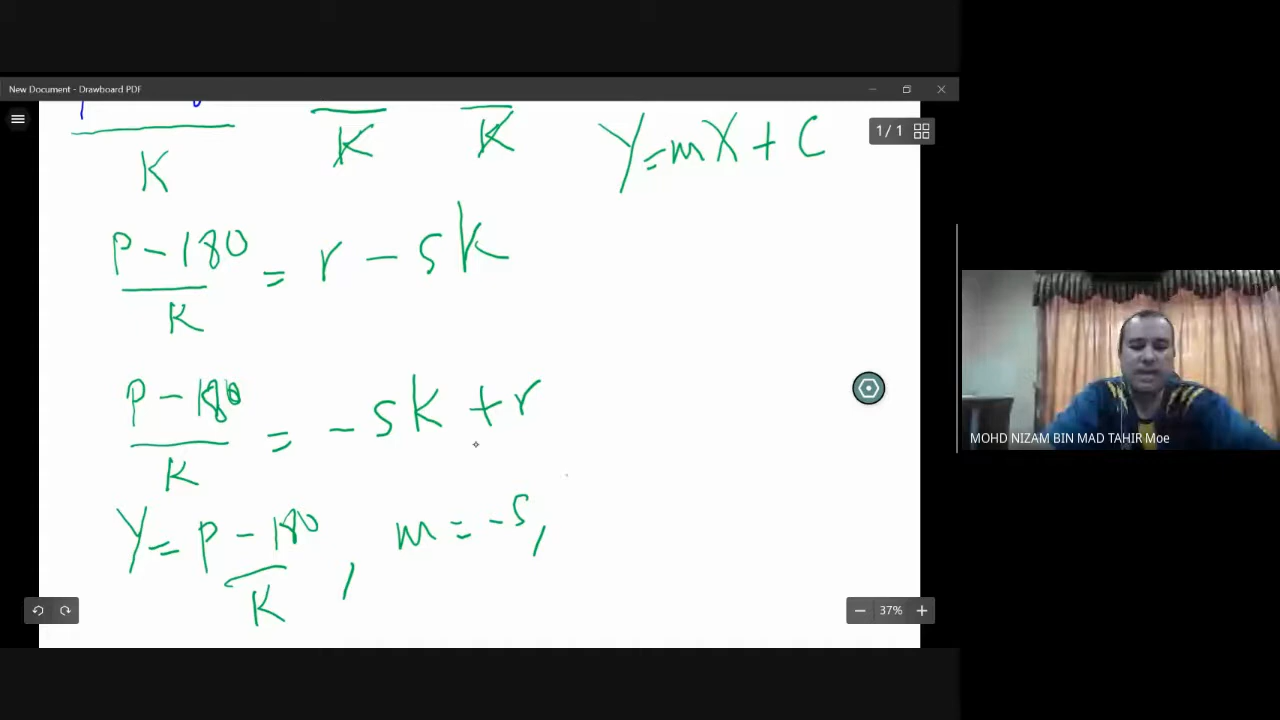 New Document - Drawboard PDF
1 / 1
K K K
Y = mX + C
P - 180 / K = r - sK
P - 180 / K = - sK + r
Y = P - 180 / K , m = -s,
37%
MOHD NIZAM BIN MAD TAHIR Moe